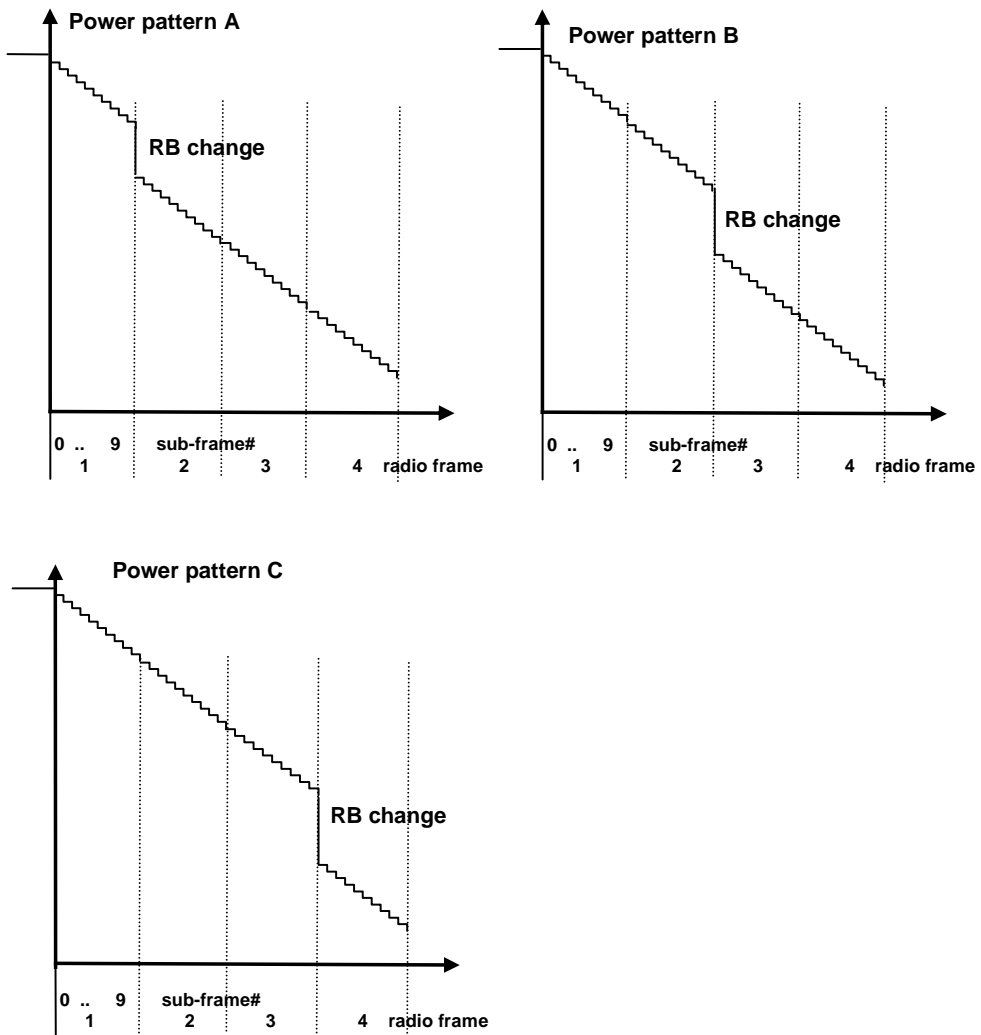 Power pattern A
RB change
0 .. 9 sub-frame#
1 2 3 4 radio frame
Power pattern B
RB change
0 .. 9 sub-frame#
1 2 3 4 radio frame
Power pattern C
RB change
0 .. 9 sub-frame#
1 2 3 4 radio frame